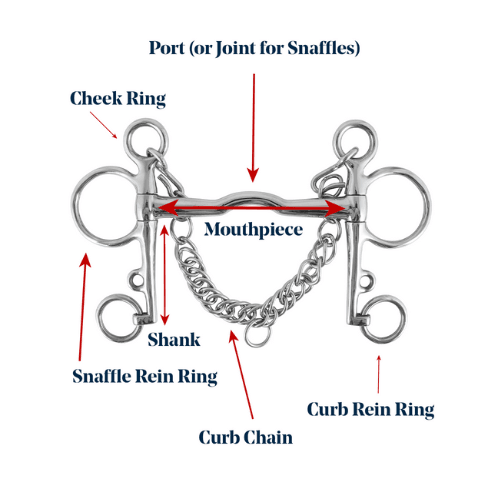 Port (or Joint for Snaffles)
Cheek Ring
Mouthpiece
Shank
Snaffle Rein Ring
Curb Rein Ring
Curb Chain